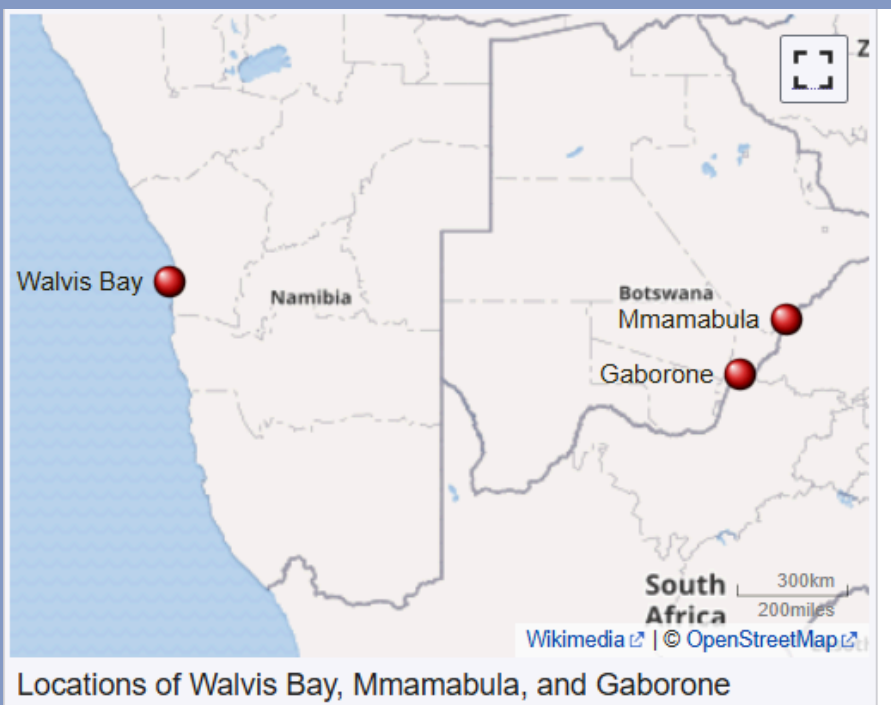 Z
Walvis Bay
Namibia
Botswana
Mmamabula
Gaborone
South
Africa
300km
200miles
Wikimedia | © OpenStreetMap
Locations of Walvis Bay, Mmamabula, and Gaborone